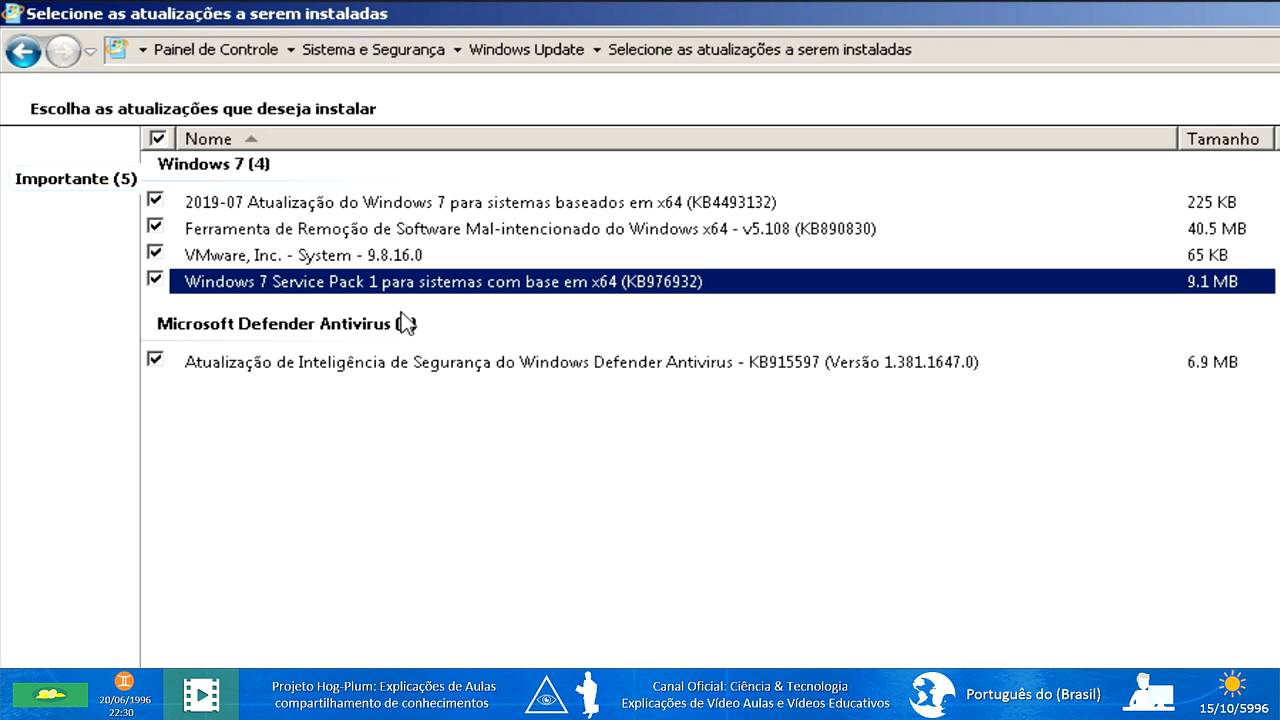 Selecione as atualizações a serem instaladas
Painel de Controle Sistema e Segurança Windows Update Selecione as atualizações a serem instaladas
Escolha as atualizações que deseja instalar
Nome Tamanho
Windows 7 (4)
Importante (5)
2019-07 Atualização do Windows 7 para sistemas baseados em x64 (KB4493132) 225 KB
Ferramenta de Remoção de Software Mal-intencionado do Windows x64 - v5.108 (KB890830) 40.5 MB
VMware, Inc. - System - 9.8.16.0 65 KB
Windows 7 Service Pack 1 para sistemas com base em x64 (KB976932) 9.1 MB
Microsoft Defender Antivirus
Atualização de Inteligência de Segurança do Windows Defender Antivirus - KB915597 (Versão 1.381.1647.0) 6.9 MB
20/06/1996
22:30
Projeto Hog-Plum: Explicações de Aulas
compartilhamento de conhecimentos
Canal Oficial: Ciência & Tecnologia
Explicações de Vídeo Aulas e Vídeos Educativos
Português do (Brasil)
15/10/5996